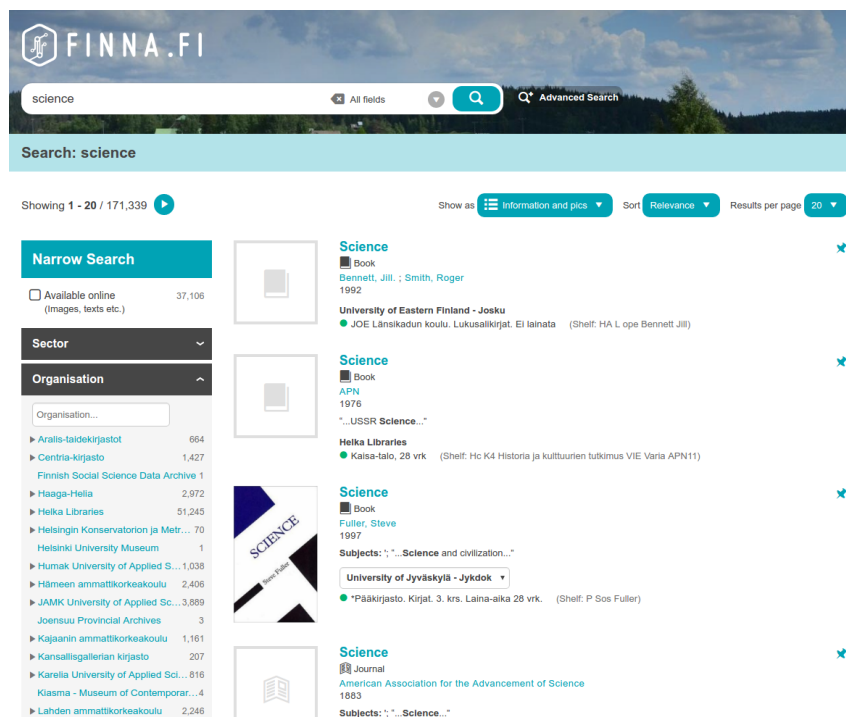 FINNA.FI
science All fields Advanced Search
Search: science
Showing 1 - 20 / 171,339 Show as Information and pics Sort Relevance Results per page 20
Narrow Search
Available online 37,106
(Images, texts etc.)
Sector
Organisation
Organisation...
Aralis-taidekirjastot 664
Centria-kirjasto 1,427
Finnish Social Science Data Archive 1
Haaga-Helia 2,972
Helka Libraries 51,245
Helsingin Konservatorion ja Metr... 70
Helsinki University Museum 1
Humak University of Applied S... 1,038
Hämeen ammattikorkeakoulu 2,406
JAMK University of Applied Sc... 3,889
Joensuu Provincial Archives 3
Kajaanin ammattikorkeakoulu 1,161
Kansallisgallerian kirjasto 207
Karelia University of Applied Sci... 816
Kiasma - Museum of Contemporar... 4
Lahden ammattikorkeakoulu 2,246
Science
Book
Bennett, Jill. ; Smith, Roger
1992
University of Eastern Finland - Josku
JOE Länsikadun koulu. Lukusalikirjat. Ei lainata (Shelf: HA L ope Bennett Jill)
Science
Book
APN
1976
"...USSR Science..."
Helka Libraries
Kaisa-talo, 28 vrk (Shelf: Hc K4 Historia ja kulttuurien tutkimus VIE Varia APN11)
SCIENCE
Steve Fuller
Science
Book
Fuller, Steve
1997
Subjects: '; "...Science and civilization..."
University of Jyväskylä - Jykdok
*Pääkirjasto. Kirjat. 3. krs. Laina-aika 28 vrk. (Shelf: P Sos Fuller)
Science
Journal
American Association for the Advancement of Science
1883
Subjects: '; "...Science..."